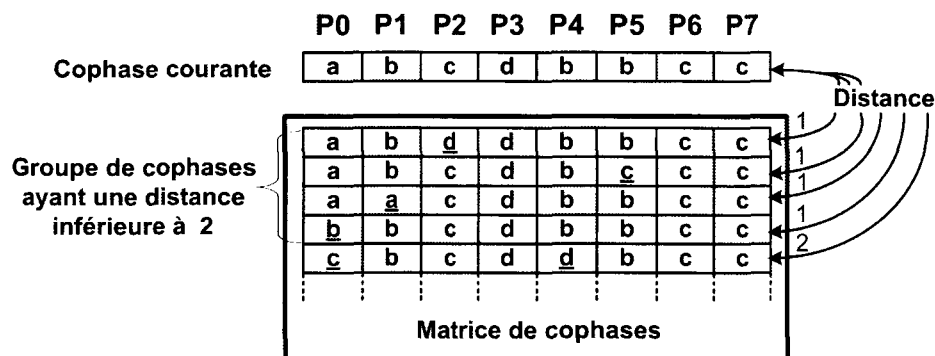 P0 P1 P2 P3 P4 P5 P6 P7
Cophase courante a b c d b b c c
Distance
a b d d b b c c 1
a b c d b c c c 1
Groupe de cophases
ayant une distance
inférieure à 2
a a c d b b c c 1
b b c d b b c c 1
c b c d d b c c 2
Matrice de cophases